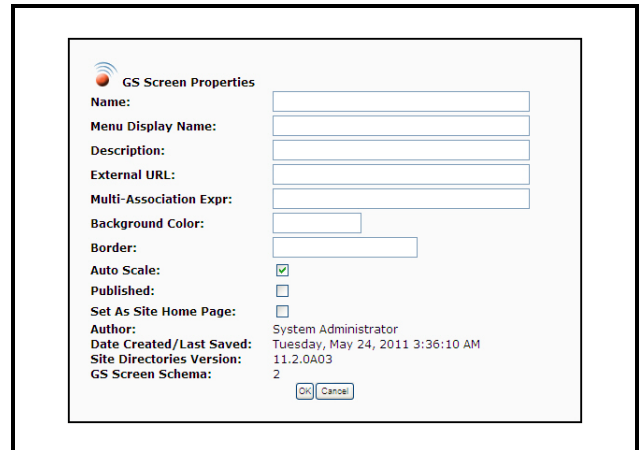 GS Screen Properties
Name:
Menu Display Name:
Description:
External URL:
Multi-Association Expr:
Background Color:
Border:
Auto Scale:
Published:
Set As Site Home Page:
Author: System Administrator
Date Created/Last Saved: Tuesday, May 24, 2011 3:36:10 AM
Site Directories Version: 11.2.0A03
GS Screen Schema: 2
OK Cancel